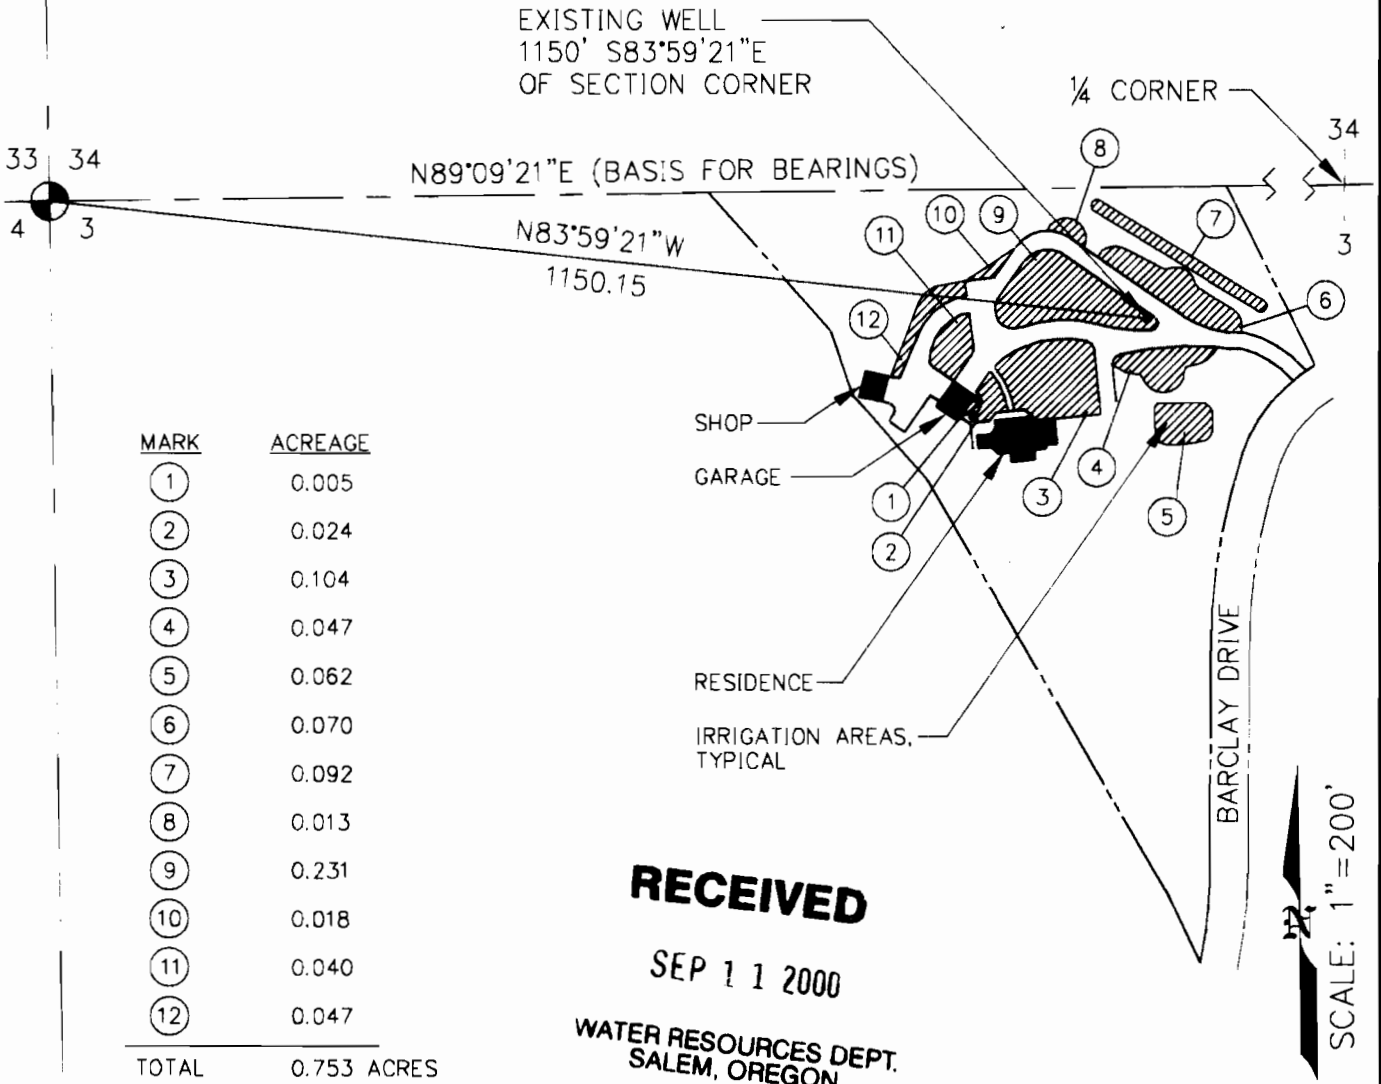 EXISTING WELL
1150' S83°59'21"E
OF SECTION CORNER
¼ CORNER
33 34
4 3
34
3
N89°09'21"E (BASIS FOR BEARINGS)
N83°59'21"W
1150.15
8
10
9
7
11
6
12
SHOP
GARAGE
1
2
3
4
5
RESIDENCE
IRRIGATION AREAS,
TYPICAL
BARCLAY DRIVE
MARK ACREAGE
1 0.005
2 0.024
3 0.104
4 0.047
5 0.062
6 0.070
7 0.092
8 0.013
9 0.231
10 0.018
11 0.040
12 0.047
TOTAL 0.753 ACRES
RECEIVED
SEP 11 2000
WATER RESOURCES DEPT.
SALEM, OREGON
N
SCALE: 1"=200'